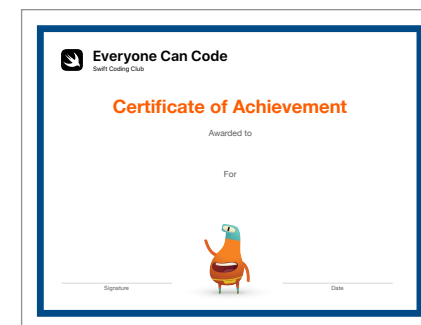 Everyone Can Code
Swift Coding Club
Certificate of Achievement
Awarded to
For
Signature
Date